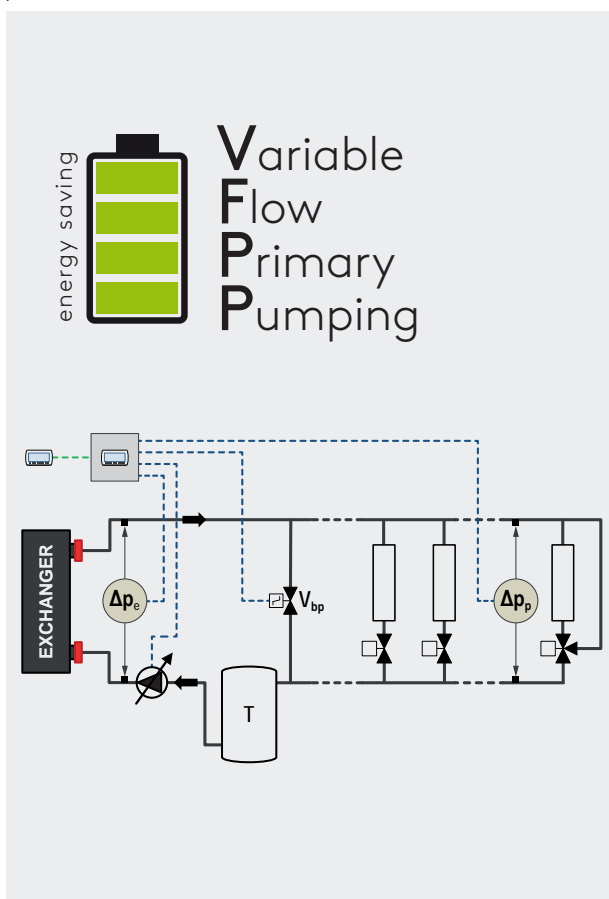 energy saving
Variable
Flow
Primary
Pumping
EXCHANGER
Δpe
Vbp
Δpp
T